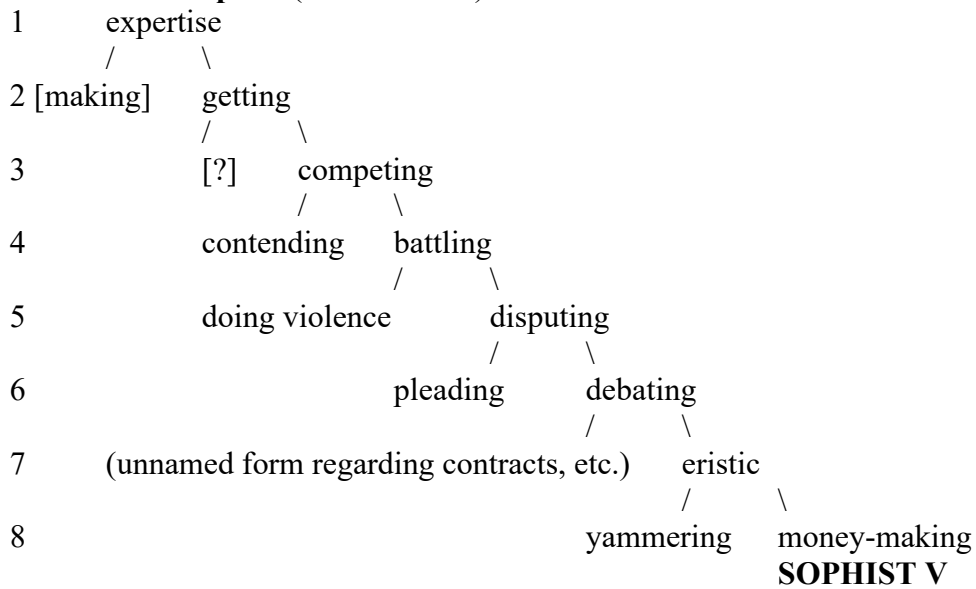 1 expertise
/ \
2 [making] getting
/ \
3 [?] competing
/ \
4 contending battling
/ \
5 doing violence disputing
/ \
6 pleading debating
/ \
7 (unnamed form regarding contracts, etc.) eristic
/ \
8 yammering money-making
SOPHIST V